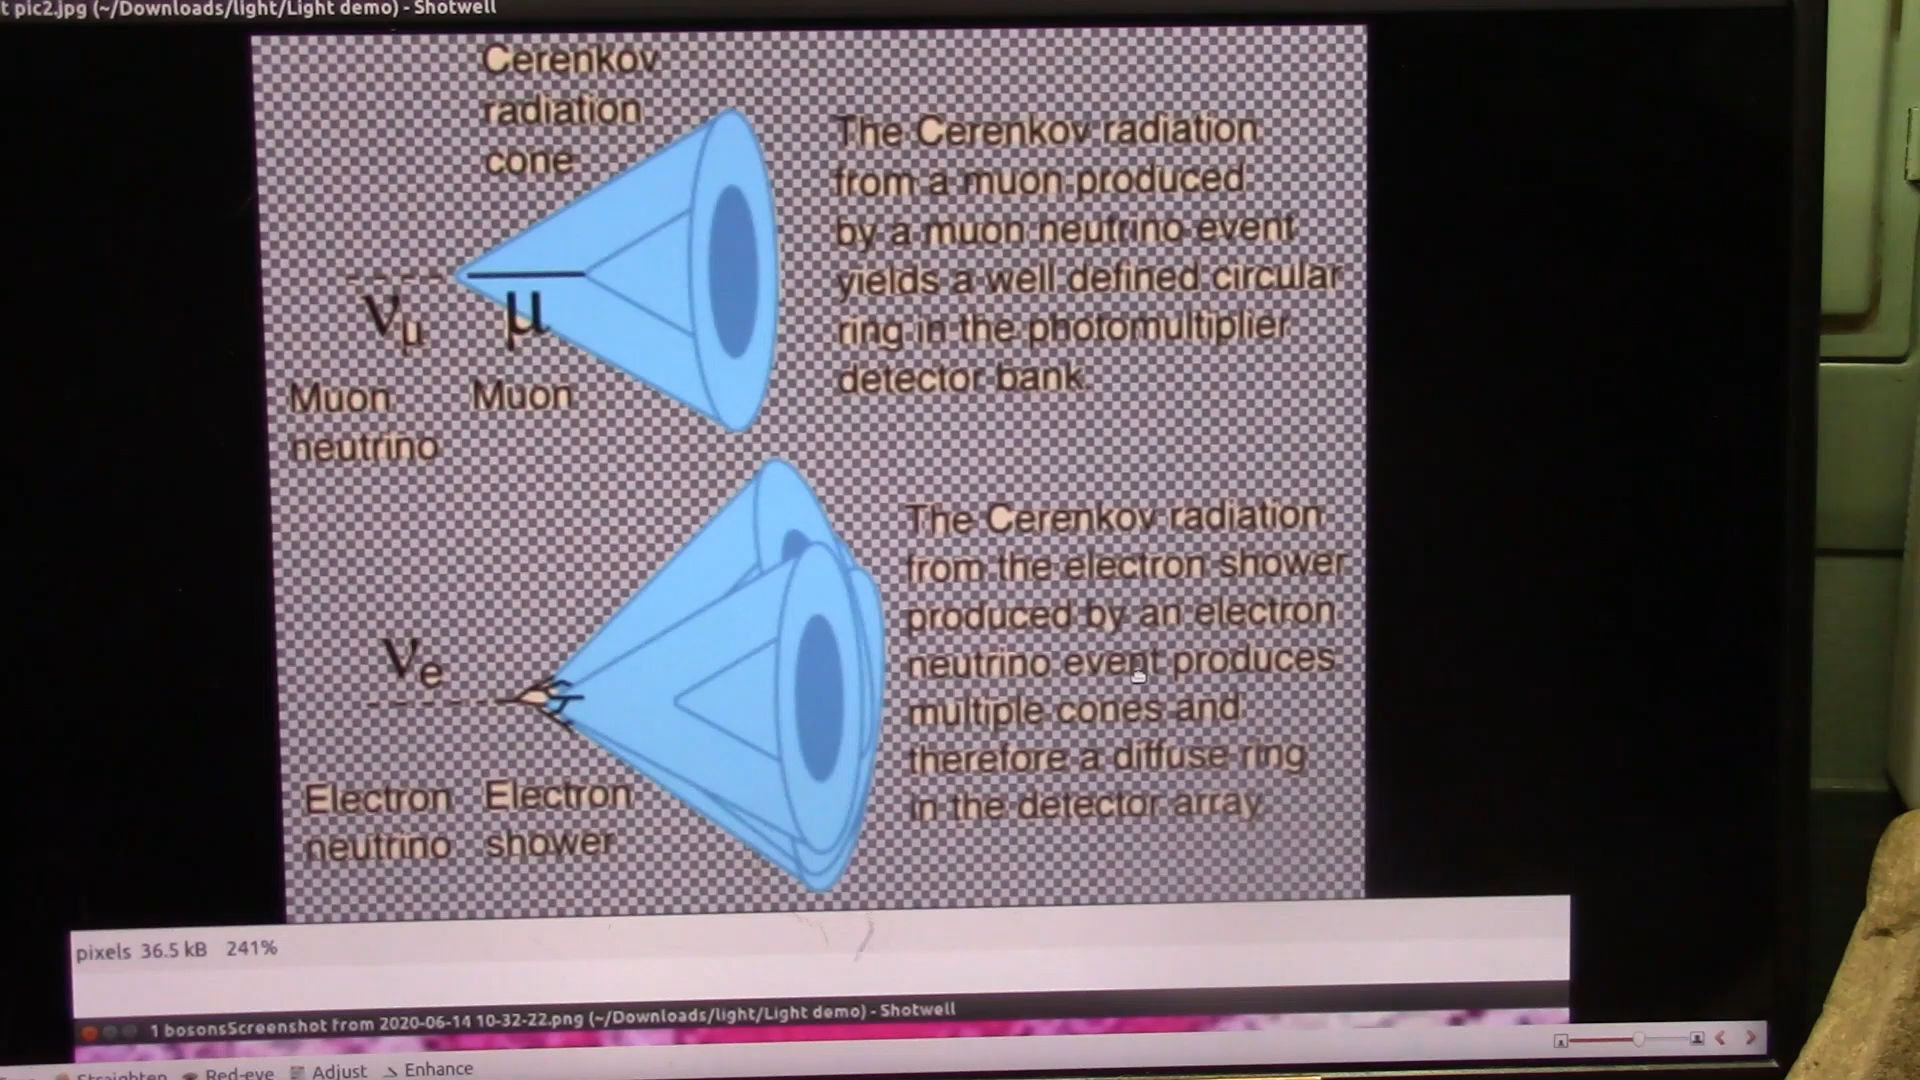 t pic2.jpg (~/Downloads/light/Light demo) - Shotwell
Cerenkov
radiation
cone
The Cerenkov radiation
from a muon produced
by a muon neutrino event
yields a well defined circular
ring in the photomultiplier
detector bank.
νμ
μ
Muon
neutrino
Muon
The Cerenkov radiation
from the electron shower
produced by an electron
neutrino event produces
multiple cones and
therefore a diffuse ring
in the detector array
νe
Electron
neutrino
Electron
shower
pixels 36.5 kB 241%
1 bosonsScreenshot from 2020-06-14 10-32-22.png (~/Downloads/light/Light demo) - Shotwell
Straighten Red-eye Adjust Enhance